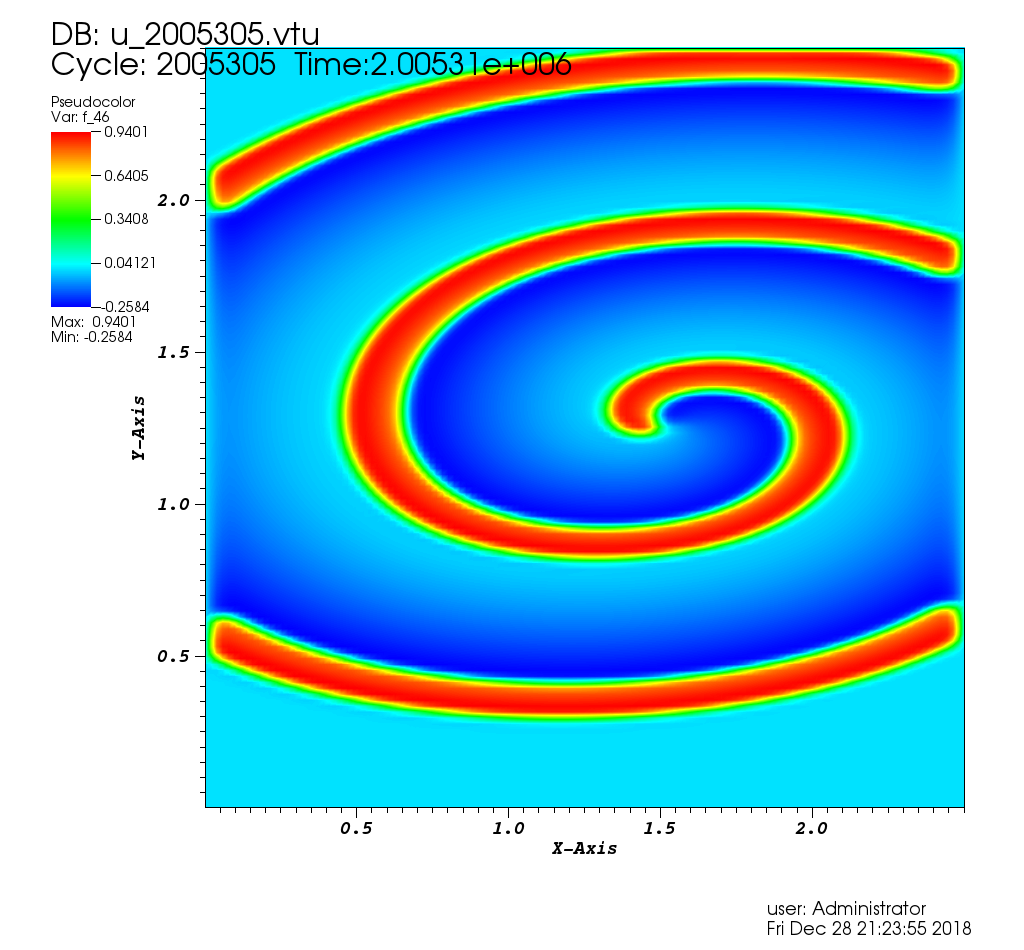 DB: u_2005305.vtu
Cycle: 2005305 Time:2.00531e+006
Pseudocolor
Var: f_46
0.9401
0.6405
0.3408
0.04121
-0.2584
Max: 0.9401
Min: -0.2584
2.0
1.5
1.0
0.5
Y-Axis
0.5 1.0 1.5 2.0
X-Axis
user: Administrator
Fri Dec 28 21:23:55 2018